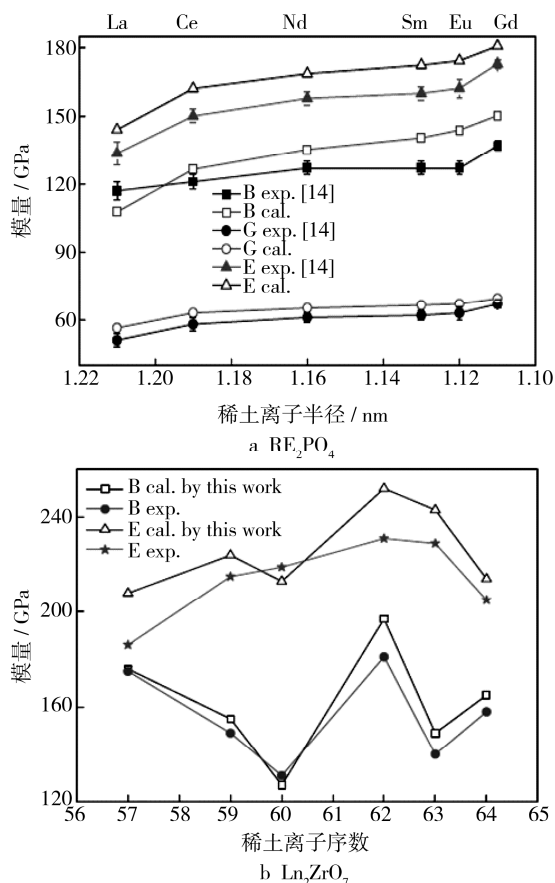 La Ce Nd Sm Eu Gd
180
150
120
90
60
模量 / GPa
B exp. [14]
B cal.
G exp. [14]
G cal.
E exp. [14]
E cal.
1.22 1.20 1.18 1.16 1.14 1.12 1.10
稀土离子半径 / nm
a RE₂PO₄
B cal. by this work
B exp.
E cal. by this work
E exp.
240
200
160
120
模量 / GPa
56 57 58 59 60 61 62 63 64 65
稀土离子序数
b Ln₂ZrO₇